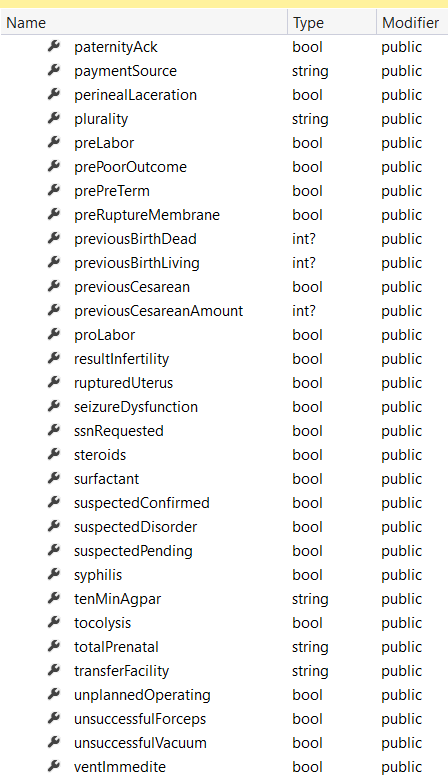 Name Type Modifier
paternityAck bool public
paymentSource string public
perinealLaceration bool public
plurality string public
preLabor bool public
prePoorOutcome bool public
prePreTerm bool public
preRuptureMembrane bool public
previousBirthDead int? public
previousBirthLiving int? public
previousCesarean bool public
previousCesareanAmount int? public
proLabor bool public
resultInfertility bool public
rupturedUterus bool public
seizureDysfunction bool public
ssnRequested bool public
steroids bool public
surfactant bool public
suspectedConfirmed bool public
suspectedDisorder bool public
suspectedPending bool public
syphilis bool public
tenMinAgpar string public
tocolysis bool public
totalPrenatal string public
transferFacility string public
unplannedOperating bool public
unsuccessfulForceps bool public
unsuccessfulVacuum bool public
ventImmedite bool public